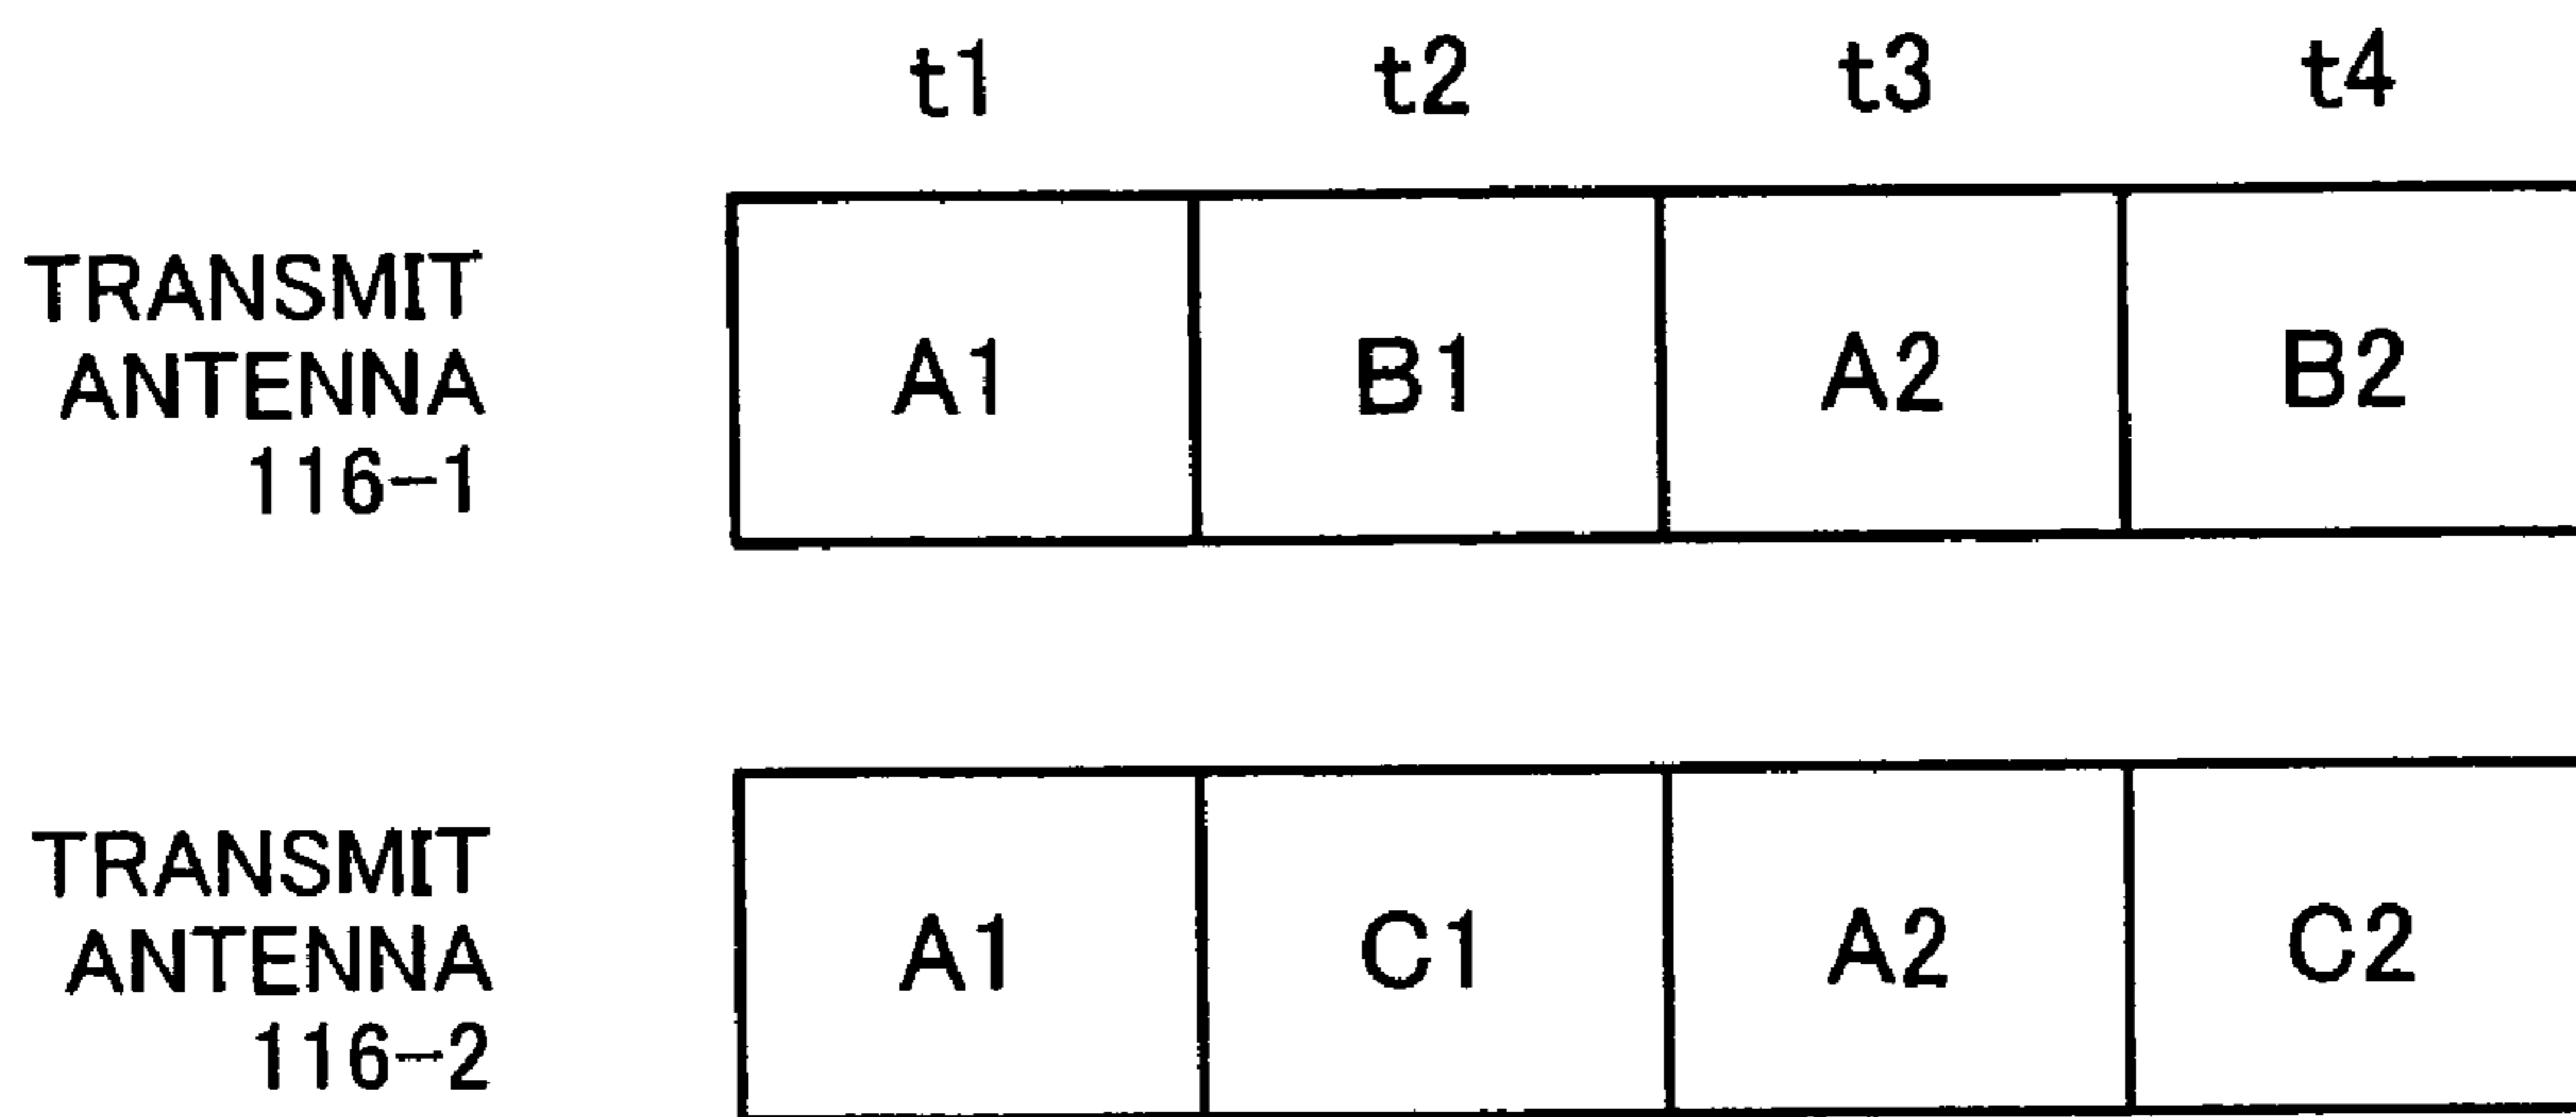 t1 t2 t3 t4
TRANSMIT
ANTENNA
116-1
A1 B1 A2 B2
TRANSMIT
ANTENNA
116-2
A1 C1 A2 C2